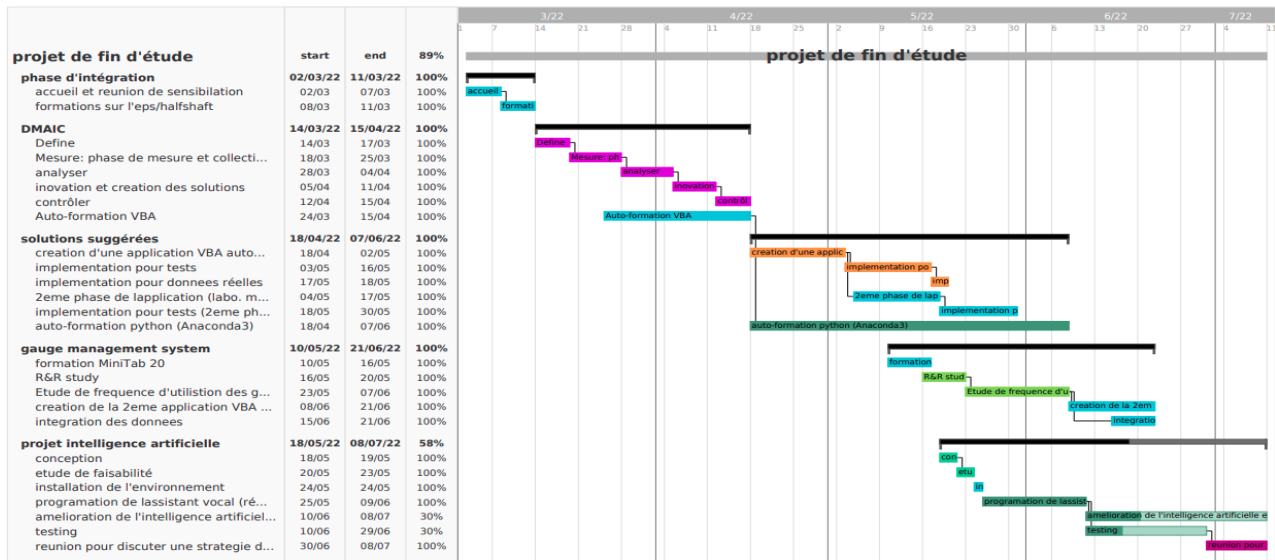 3/22 4/22 5/22 6/22 7/22
1 7 14 21 28 4 11 18 25 2 9 16 23 30 6 13 20 27 4 11
projet de fin d'étude start end 89% projet de fin d'étude
phase d'intégration 02/03/22 11/03/22 100%
accueil et reunion de sensibilation 02/03 07/03 100% accueil
formations sur l'eps/halfshaft 08/03 11/03 100% formati
DMAIC 14/03/22 15/04/22 100%
Define 14/03 17/03 100% Define
Mesure: phase de mesure et collecti... 18/03 25/03 100% Mesure: ph
analyser 28/03 04/04 100% analyser
inovation et creation des solutions 05/04 11/04 100% inovation
contrôler 12/04 15/04 100% contrôl
Auto-formation VBA 24/03 15/04 100% Auto-formation VBA
solutions suggérées 18/04/22 07/06/22 100%
creation d'une application VBA auto... 18/04 02/05 100% creation d'une applic
implementation pour tests 03/05 16/05 100% implementation po
implementation pour données réelles 17/05 18/05 100% imp
2eme phase de lapplication (labo. m... 04/05 17/05 100% 2eme phase de lap
implementation pour tests (2eme ph... 18/05 30/05 100% implementation p
auto-formation python (Anaconda3) 18/04 07/06 100% auto-formation python (Anaconda3)
gauge management system 10/05/22 21/06/22 100%
formation MiniTab 20 10/05 16/05 100% formation
R&R study 16/05 20/05 100% R&R stud
Etude de frequence d'utilistion des g... 23/05 07/06 100% Etude de frequence d'u
creation de la 2eme application VBA ... 08/06 21/06 100% creation de la 2em
integration des donnees 15/06 21/06 100% integratio
projet intelligence artificielle 18/05/22 08/07/22 58%
conception 18/05 19/05 100% con
etude de faisabilité 20/05 23/05 100% etu
installation de l'environnement 24/05 24/05 100% in
programation de lassistant vocal (ré... 25/05 09/06 100% programation de lassist
amelioration de l'intelligence artificiel... 10/06 08/07 30% amelioration de l'intelligence artificielle e
testing 10/06 29/06 30% testing
reunion pour discuter une strategie d... 30/06 08/07 100% reunion pour